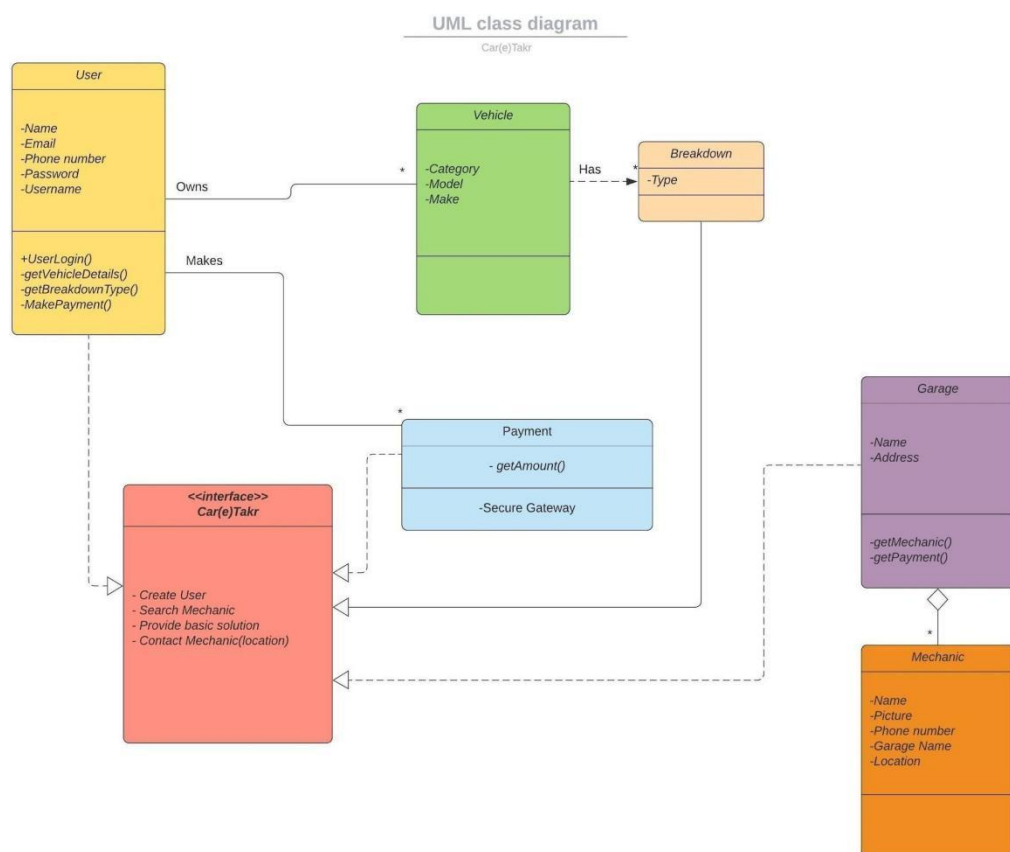 UML class diagram
Car(e)Takr
User
-Name
-Email
-Phone number
-Password
-Username
+UserLogin()
-getVehicleDetails()
-getBreakdownType()
-MakePayment()
Owns
*
Vehicle
-Category
-Model
-Make
Has
*
Breakdown
-Type
Makes
*
Payment
- getAmount()
-Secure Gateway
<<interface>>
Car(e)Takr
- Create User
- Search Mechanic
- Provide basic solution
- Contact Mechanic(location)
Garage
-Name
-Address
-getMechanic()
-getPayment()
*
Mechanic
-Name
-Picture
-Phone number
-Garage Name
-Location